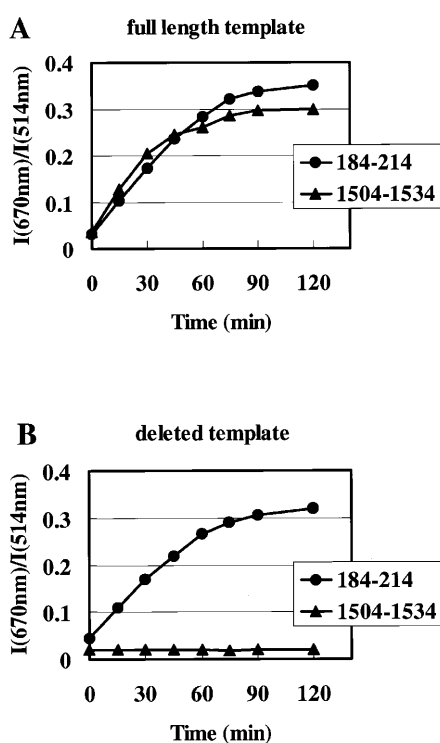 A
full length template
I(670nm)/I(514nm)
0.4
0.3
0.2
0.1
0
184-214
1504-1534
0 30 60 90 120
Time (min)
B
deleted template
I(670nm)/I(514nm)
0.4
0.3
0.2
0.1
0
184-214
1504-1534
0 30 60 90 120
Time (min)